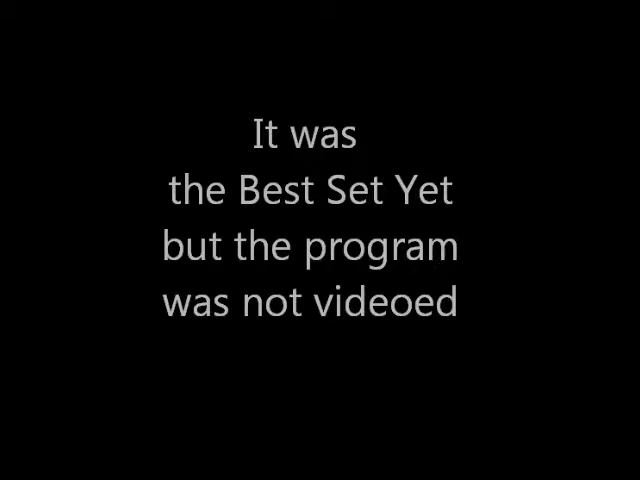 It was
the Best Set Yet
but the program
was not videoed